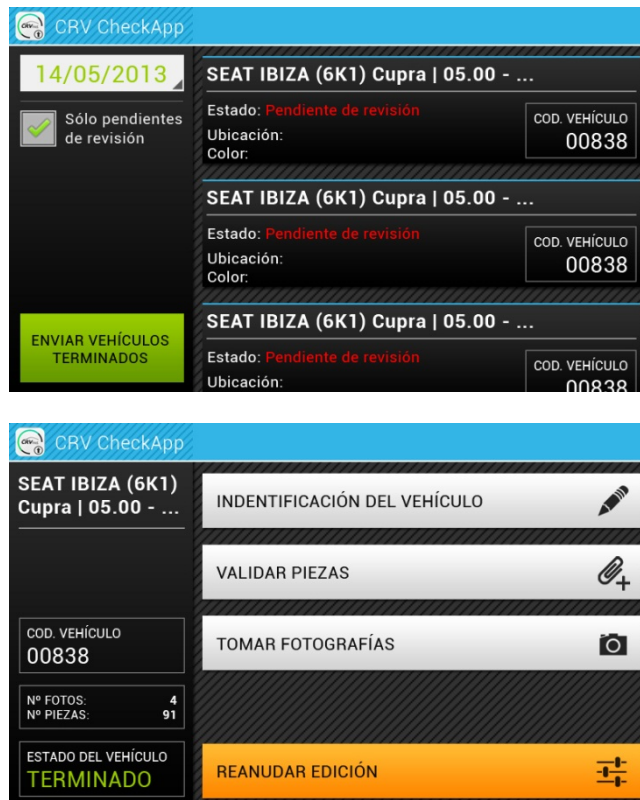 CRV CheckApp
14/05/2013
Sólo pendientes
de revisión
ENVIAR VEHÍCULOS
TERMINADOS
SEAT IBIZA (6K1) Cupra | 05.00 - ...
Estado: Pendiente de revisión
Ubicación:
Color:
COD. VEHÍCULO
00838
SEAT IBIZA (6K1) Cupra | 05.00 - ...
Estado: Pendiente de revisión
Ubicación:
Color:
COD. VEHÍCULO
00838
SEAT IBIZA (6K1) Cupra | 05.00 - ...
Estado: Pendiente de revisión
Ubicación:
COD. VEHÍCULO
00838
CRV CheckApp
SEAT IBIZA (6K1)
Cupra | 05.00 - ...
COD. VEHÍCULO
00838
Nº FOTOS: 4
Nº PIEZAS: 91
ESTADO DEL VEHÍCULO
TERMINADO
INDENTIFICACIÓN DEL VEHÍCULO
VALIDAR PIEZAS
TOMAR FOTOGRAFÍAS
REANUDAR EDICIÓN